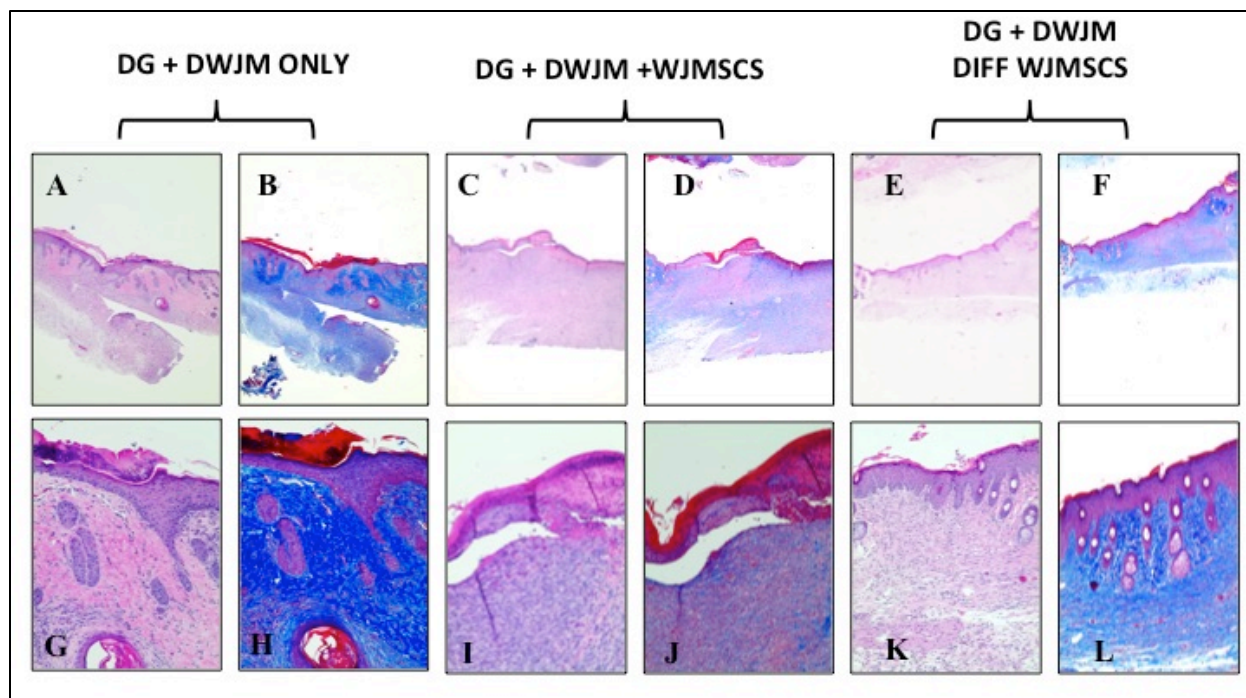 DG + DWJM ONLY
DG + DWJM +WJMSCS
DG + DWJM
DIFF WJMSCS
A
B
C
D
E
F
G
H
I
J
K
L